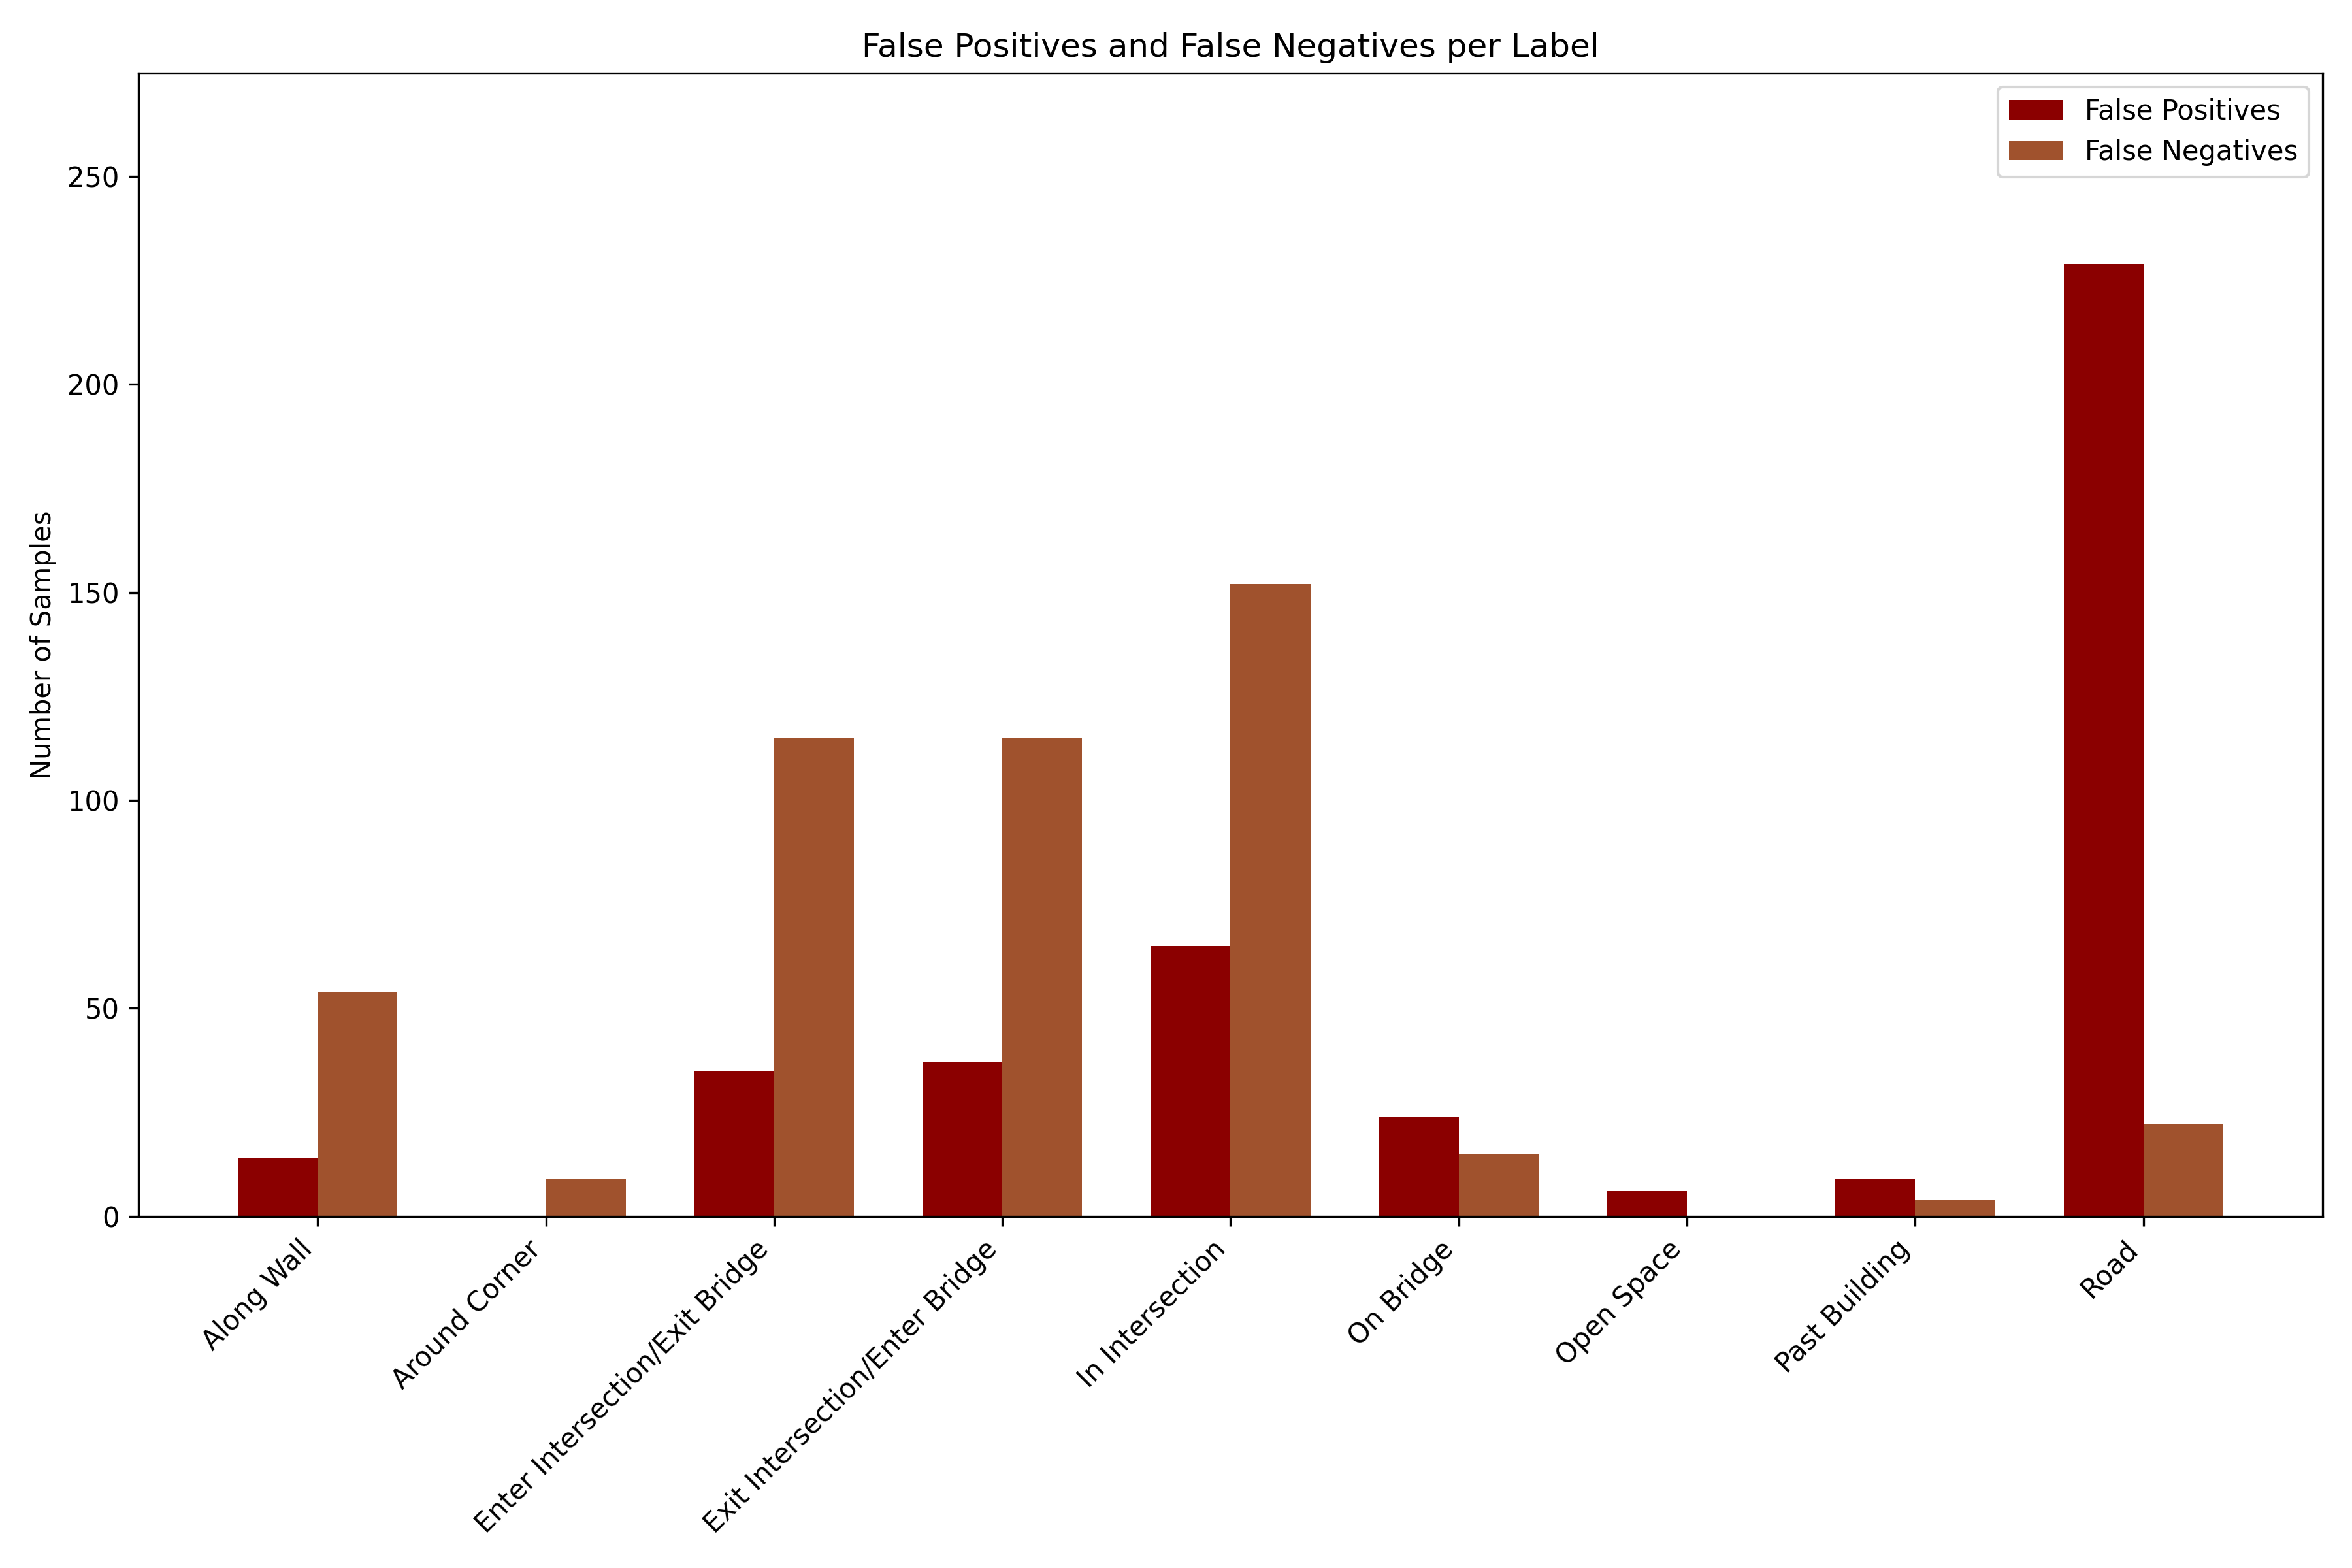 False Positives and False Negatives per Label
False Positives
False Negatives
Number of Samples
250
200
150
100
50
0
Along Wall
Around Corner
Enter Intersection/Exit Bridge
Exit Intersection/Enter Bridge
In Intersection
On Bridge
Open Space
Past Building
Road